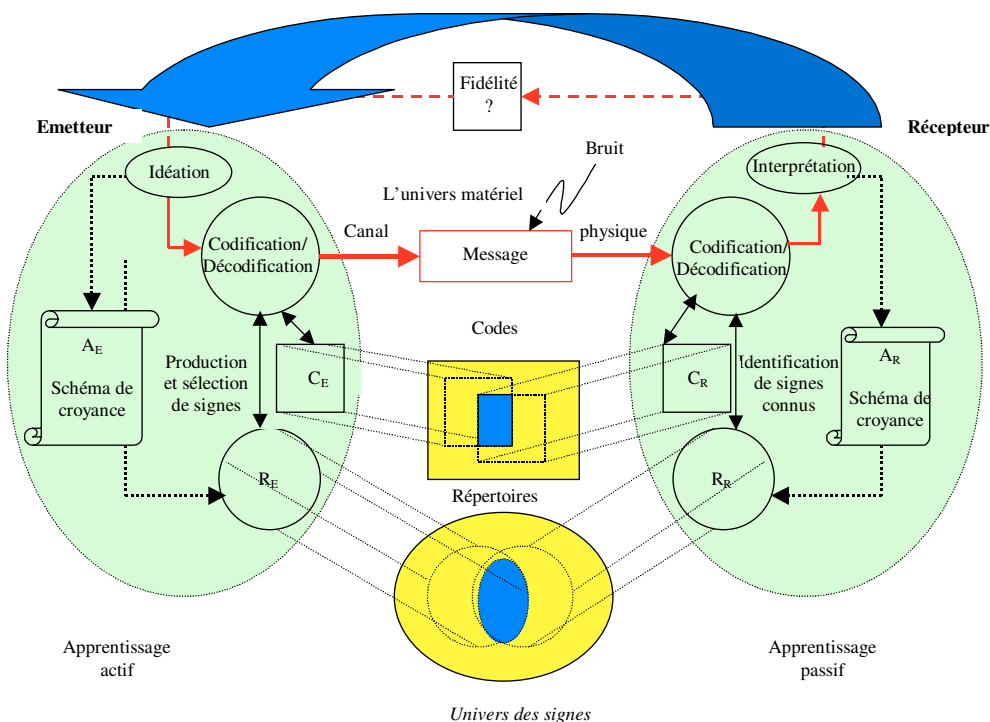 Fidélité
?
Emetteur
Récepteur
Bruit
Idéation
Interprétation
L'univers matériel
Canal
physique
Codification/
Décodification
Message
Codification/
Décodification
Codes
A_E
Schéma de
croyance
Production
et sélection
de signes
C_E
C_R
Identification
de signes
connus
A_R
Schéma de
croyance
R_E
Répertoires
R_R
Apprentissage
actif
Apprentissage
passif
Univers des signes